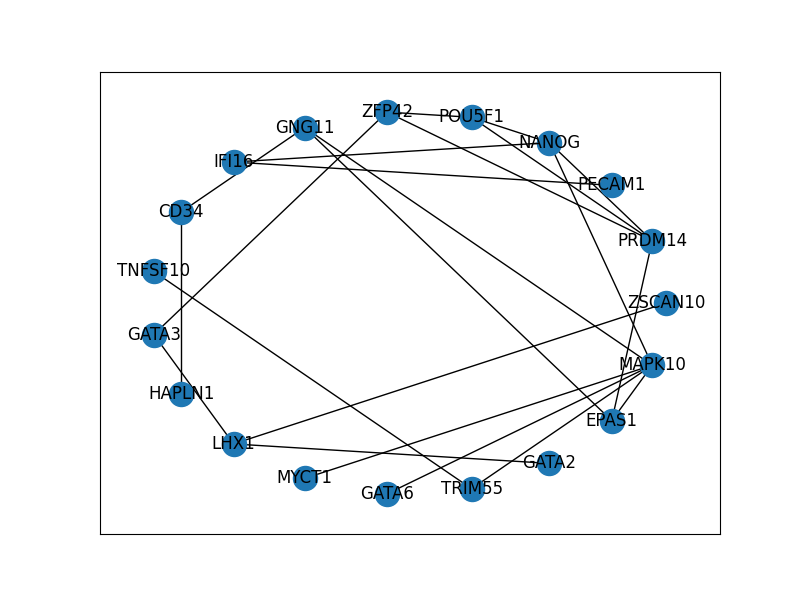 ZFP42
POU5F1
GNG11
NANOG
IFI16
PECAM1
CD34
PRDM14
TNFSF10
ZSCAN10
GATA3
MAPK10
HAPLN1
EPAS1
LHX1
GATA2
MYCT1
TRIM55
GATA6